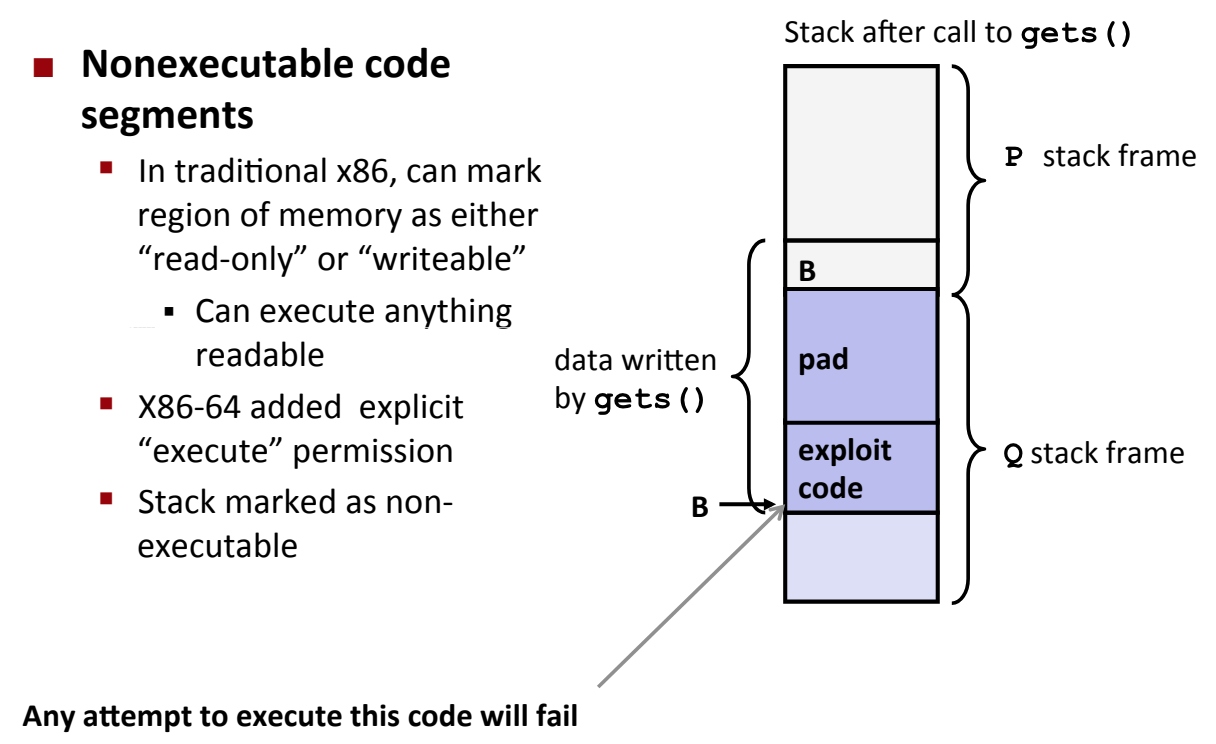 Nonexecutable code
segments
In traditional x86, can mark
region of memory as either
“read-only” or “writeable”
Can execute anything
readable
X86-64 added  explicit
“execute” permission
Stack marked as non-
executable
Stack after call to gets()
P stack frame
B
data written
by gets()
pad
exploit
code
Q stack frame
B
Any attempt to execute this code will fail